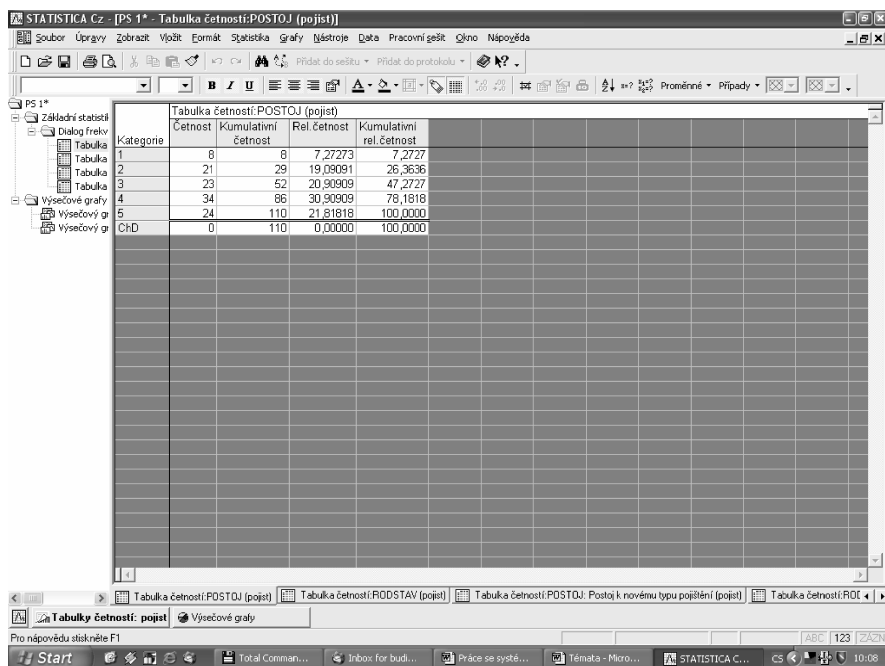 STATISTICA Cz - [PS 1* - Tabulka četností:POSTOJ (pojist)]
Soubor Úpravy Zobrazit Vložit Formát Statistika Grafy Nástroje Data Pracovní sešit Okno Nápověda
Přidat do sešitu Přidat do protokolu
B I U Proměnné Případy
PS 1*
Základní statistik
Dialog frekv
Tabulka
Tabulka
Tabulka
Tabulka
Výsečové grafy
Výsečový gr
Výsečový gr
Tabulka četností:POSTOJ (pojist)
Kategorie Četnost Kumulativní četnost Rel.četnost Kumulativní rel.četnost
1 8 8 7,27273 7,2727
2 21 29 19,09091 26,3636
3 23 52 20,90909 47,2727
4 34 86 30,90909 78,1818
5 24 110 21,81818 100,0000
ChD 0 110 0,00000 100,0000
Tabulka četností:POSTOJ (pojist) Tabulka četností:RODSTAV (pojist) Tabulka četností:POSTOJ: Postoj k novému typu pojištění (pojist) Tabulka četností:ROD
Tabulky četností: pojist Výsečové grafy
Pro nápovědu stiskněte F1 ABC 123 ZÁZN
Start Total Comman... Inbox for budi... Práce se systé... Témata - Micro... STATISTICA C... CS 10:08